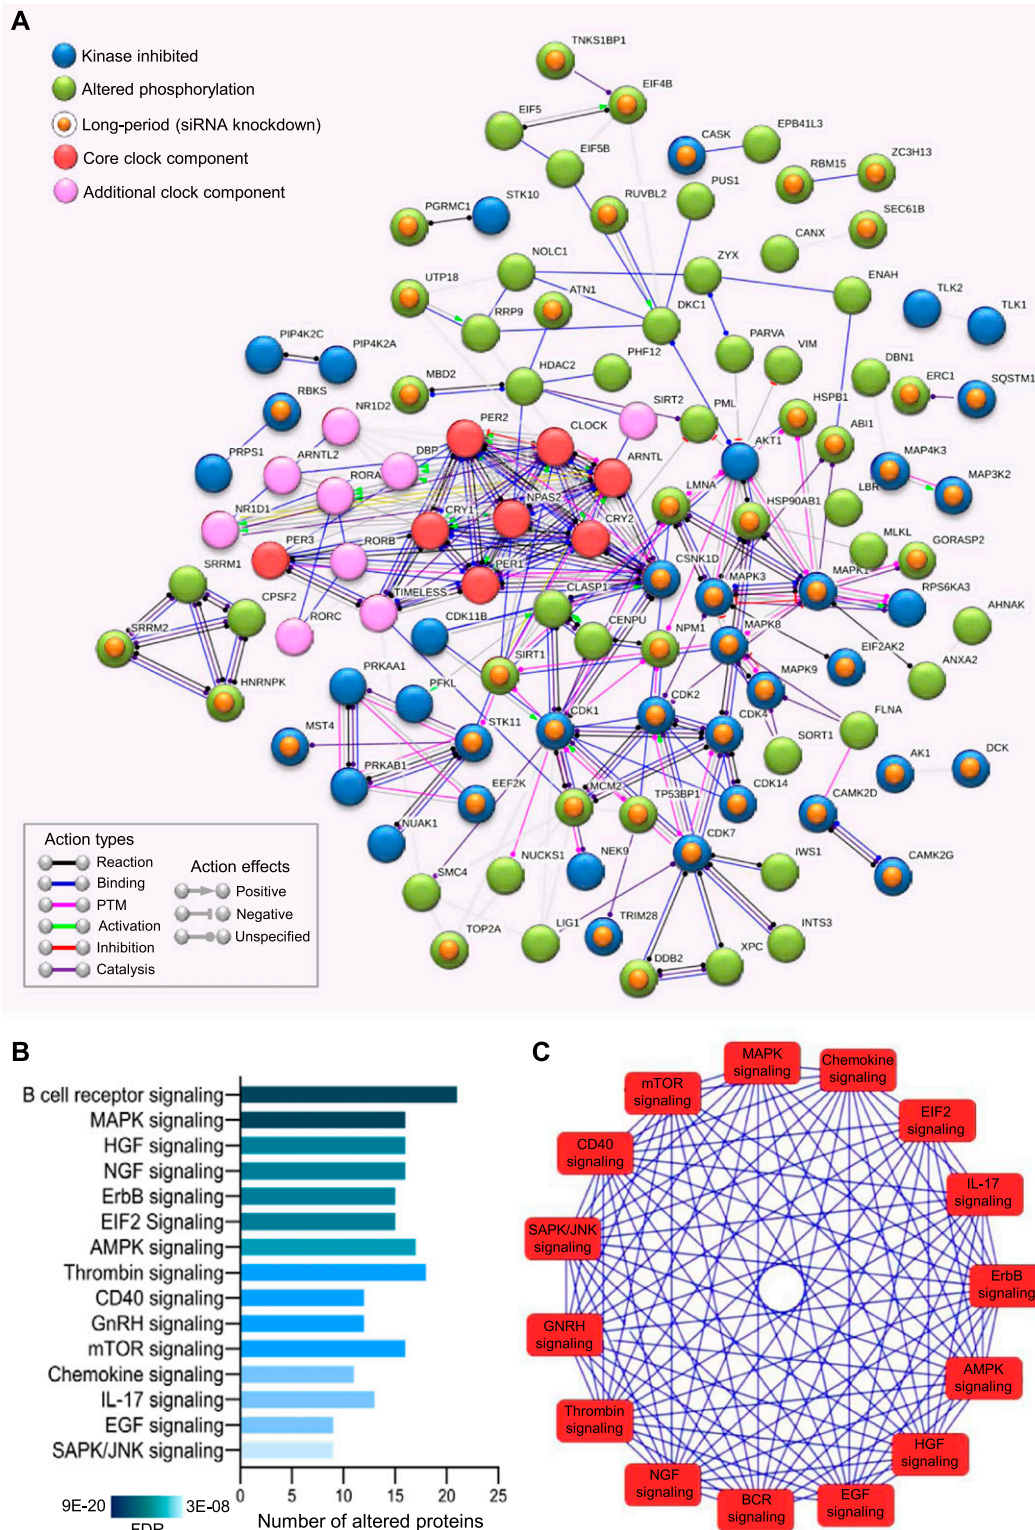 A
Kinase inhibited
Altered phosphorylation
Long-period (siRNA knockdown)
Core clock component
Additional clock component
TNKS1BP1
EIF4B
EIF5
EIF5B
CASK
EPB41L3
RBM15
ZC3H13
PGRMC1
STK10
RUVBL2
PUS1
SEC61B
CANX
UTP18
NOLC1
ATN1
ZYX
ENAH
RRP9
DKC1
TLK2
TLK1
PIP4K2C
PIP4K2A
PARVA
VIM
PHF12
HDAC2
MBD2
DBN1
ERC1
SQSTM1
RBKS
NR1D2
PER2
CLOCK
SIRT2
PML
HSPB1
ABI1
AKT1
PRPS1
ARNTL2
DBP
ARNTL
MAP4K3
MAP3K2
RORA
NPAS2
LMNA
LBR
NR1D1
CRY1
CRY2
HSP90AB1
PER3
RORB
PER1
CSNK1D
MLKL
GORASP2
SRRM1
TIMELESS
CLASP1
MAPK3
MAPK1
RPS6KA3
CPSF2
RORC
CDK11B
CENPU
NPM1
MAPK8
AHNAK
SRRM2
SIRT1
MAPK9
EIF2AK2
ANXA2
HNRNPK
PRKAA1
PFKL
CDK1
CDK2
CDK4
FLNA
MST4
STK11
SORT1
PRKAB1
AK1
DCK
EEF2K
MCM2
TP53BP1
CDK14
CAMK2D
NUAK1
CDK7
CAMK2G
NUCKS1
NEK9
IWS1
SMC4
TOP2A
LIG1
TRIM28
INTS3
DDB2
XPC
Action types
Reaction
Binding
PTM
Activation
Inhibition
Catalysis
Action effects
Positive
Negative
Unspecified
B
B cell receptor signaling
MAPK signaling
HGF signaling
NGF signaling
ErbB signaling
EIF2 Signaling
AMPK signaling
Thrombin signaling
CD40 signaling
GnRH signaling
mTOR signaling
Chemokine signaling
IL-17 signaling
EGF signaling
SAPK/JNK signaling
0 5 10 15 20 25
9E-20 3E-08
FDR
Number of altered proteins
C
MAPK
signaling
Chemokine
signaling
EIF2
signaling
IL-17
signaling
ErbB
signaling
AMPK
signaling
HGF
signaling
EGF
signaling
BCR
signaling
NGF
signaling
Thrombin
signaling
GNRH
signaling
SAPK/JNK
signaling
CD40
signaling
mTOR
signaling